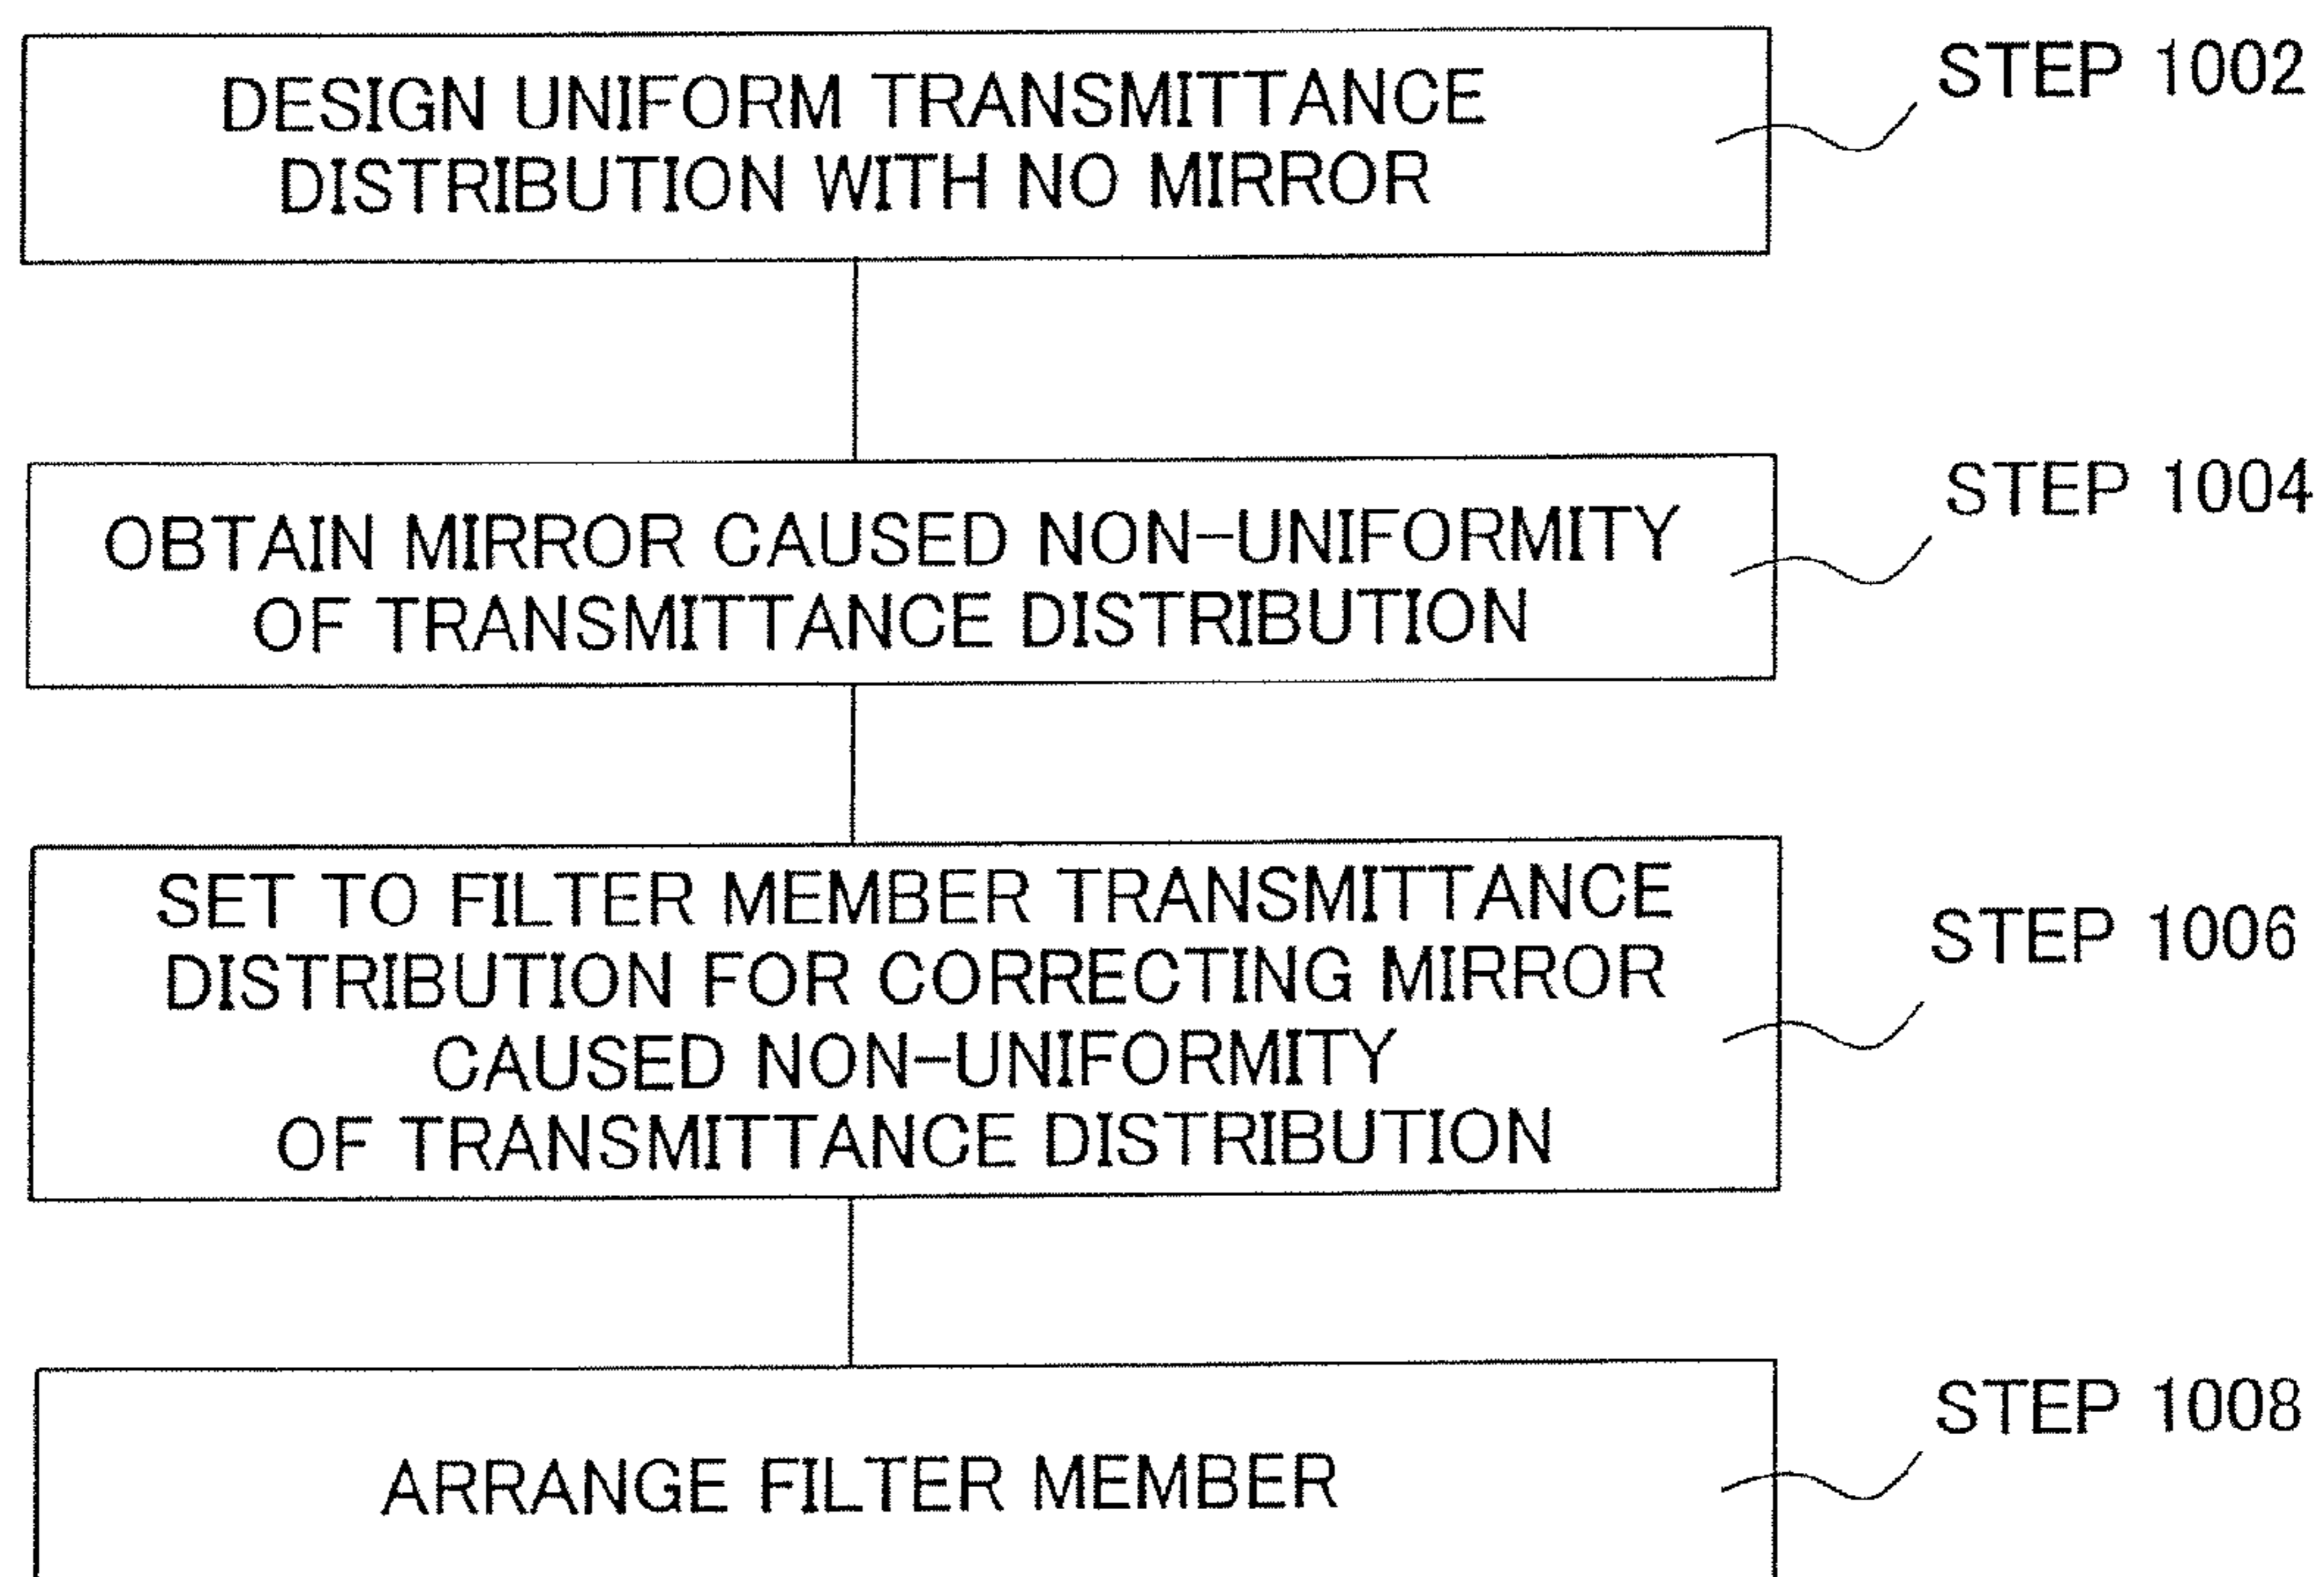 DESIGN UNIFORM TRANSMITTANCE
DISTRIBUTION WITH NO MIRROR
STEP 1002
OBTAIN MIRROR CAUSED NON-UNIFORMITY
OF TRANSMITTANCE DISTRIBUTION
STEP 1004
SET TO FILTER MEMBER TRANSMITTANCE
DISTRIBUTION FOR CORRECTING MIRROR
CAUSED NON-UNIFORMITY
OF TRANSMITTANCE DISTRIBUTION
STEP 1006
ARRANGE FILTER MEMBER
STEP 1008